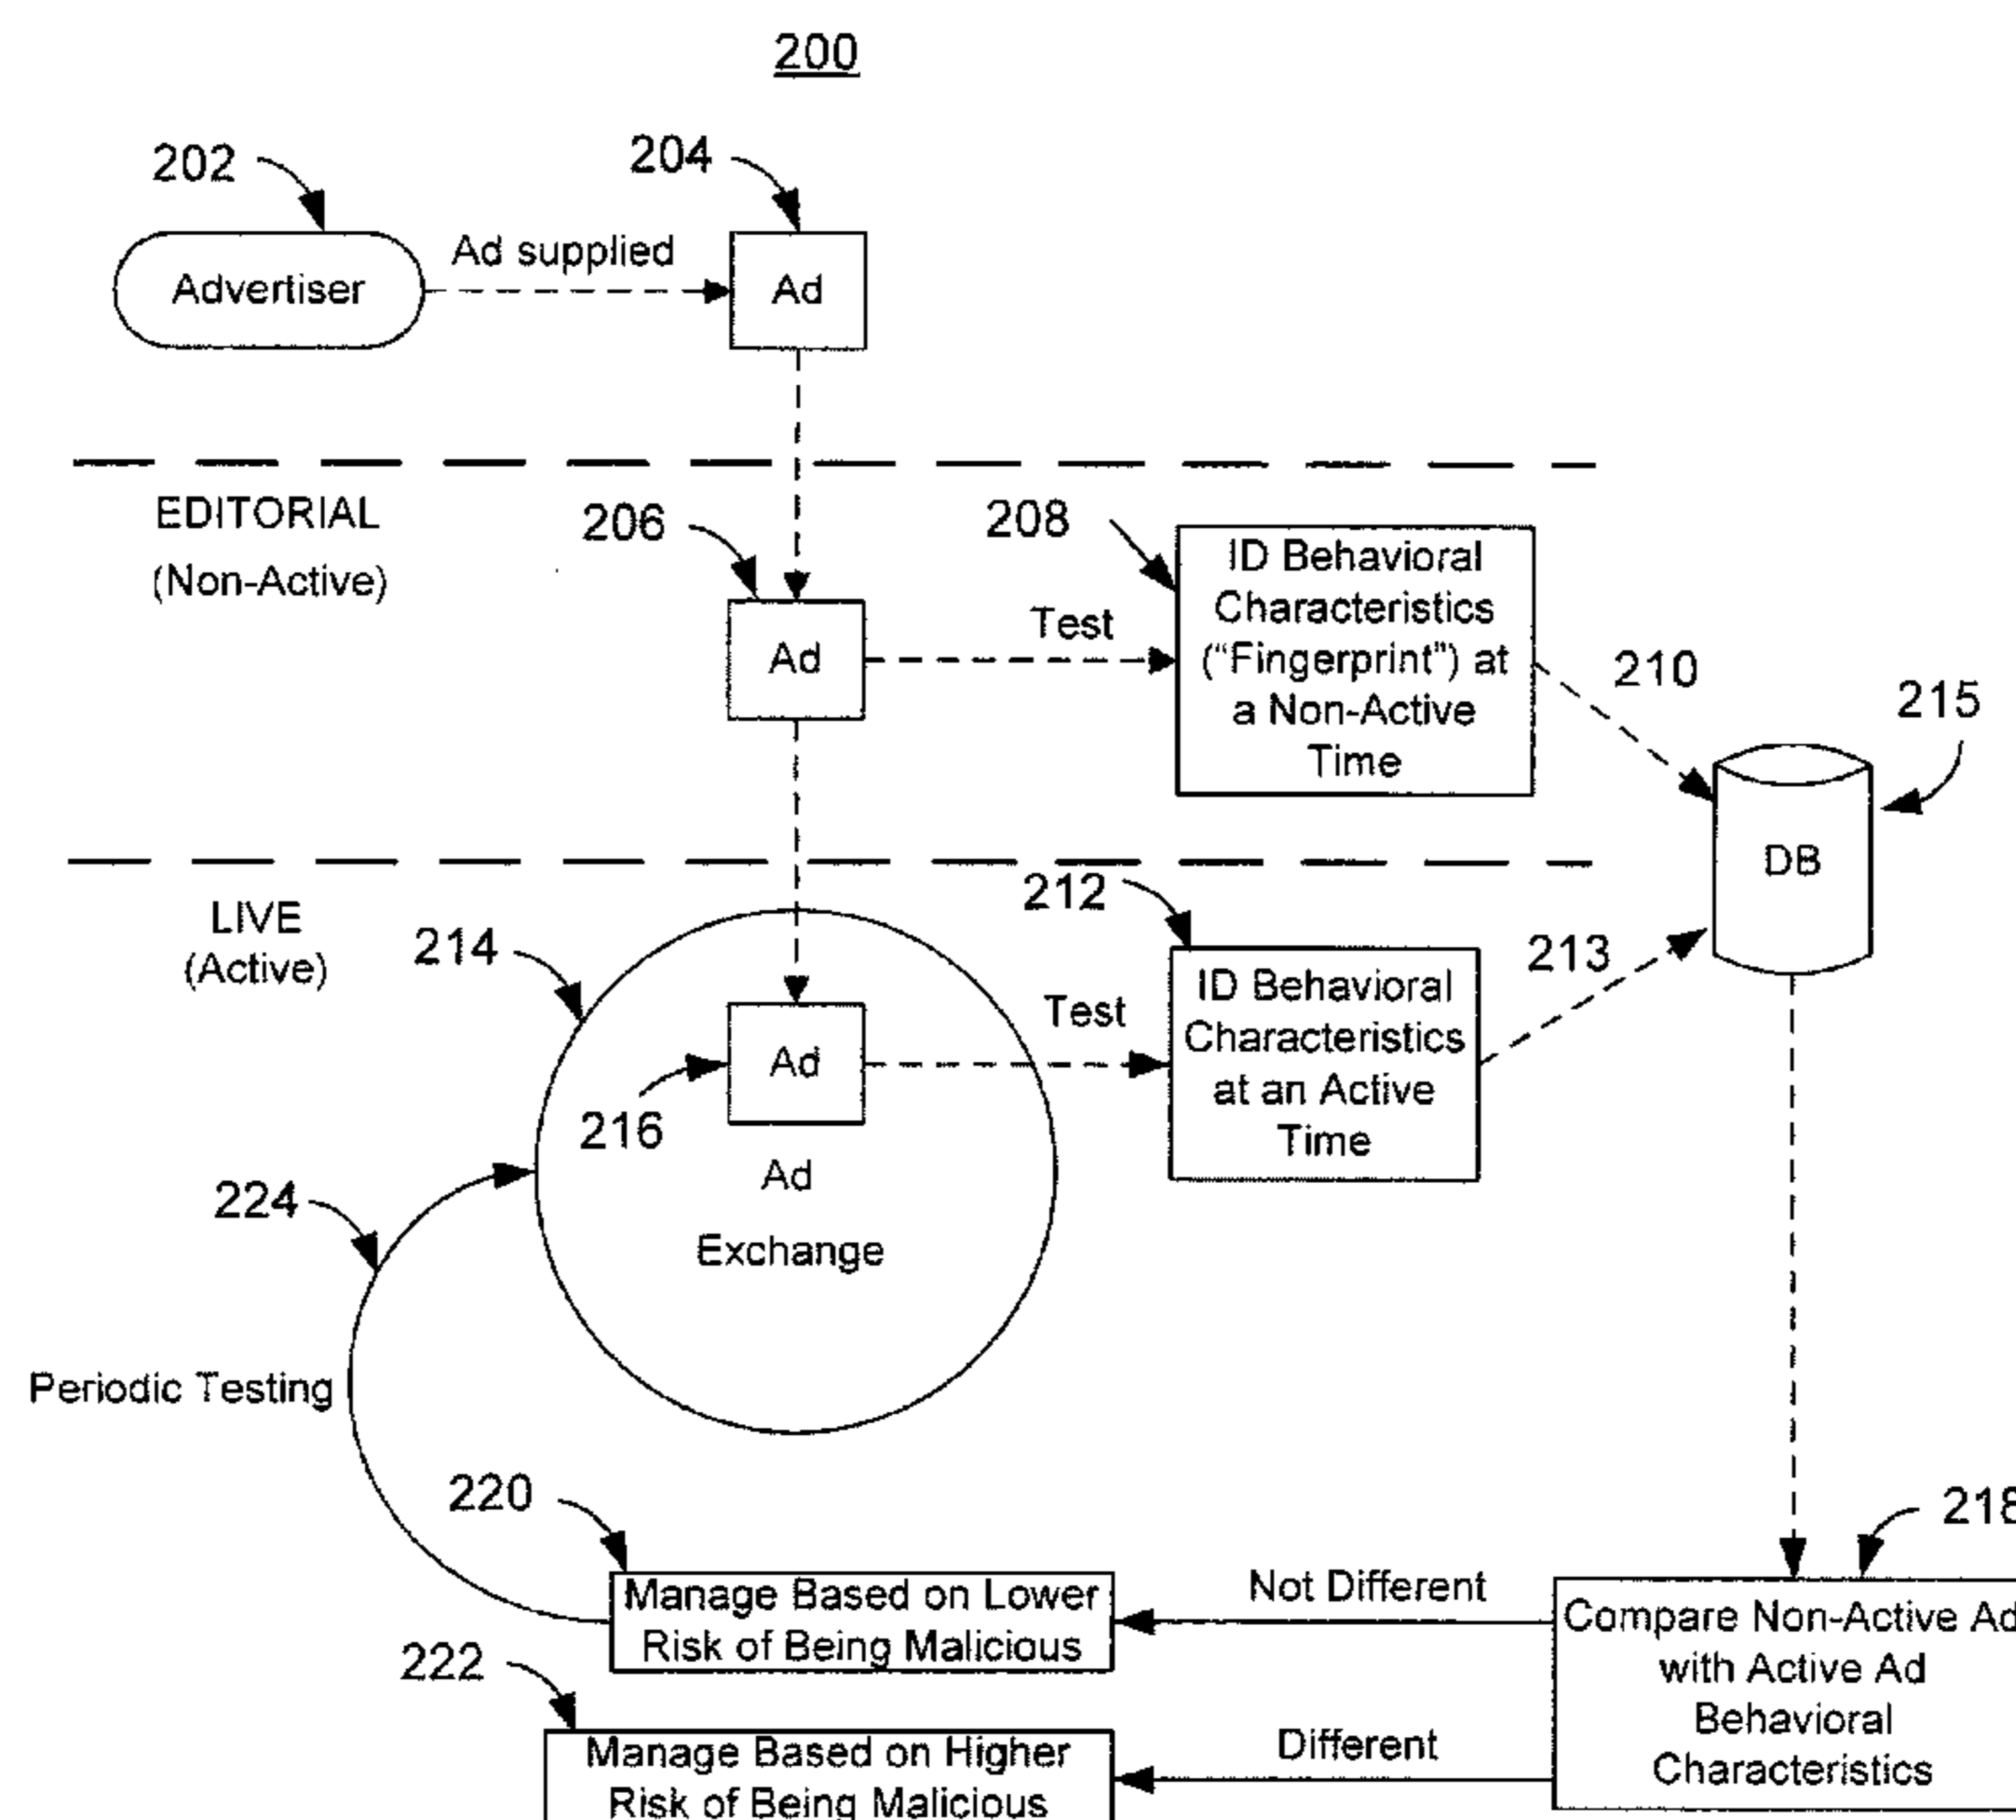 200
202
204
Advertiser
Ad supplied
Ad
EDITORIAL
(Non-Active)
206
208
Ad
Test
ID Behavioral
Characteristics
("Fingerprint") at
a Non-Active
Time
210
215
DB
LIVE
(Active)
214
212
213
Ad
216
Test
ID Behavioral
Characteristics
at an Active
Time
Ad
Exchange
224
Periodic Testing
220
218
Manage Based on Lower
Risk of Being Malicious
Not Different
Compare Non-Active Ad
with Active Ad
Behavioral
Characteristics
222
Manage Based on Higher
Risk of Being Malicious
Different